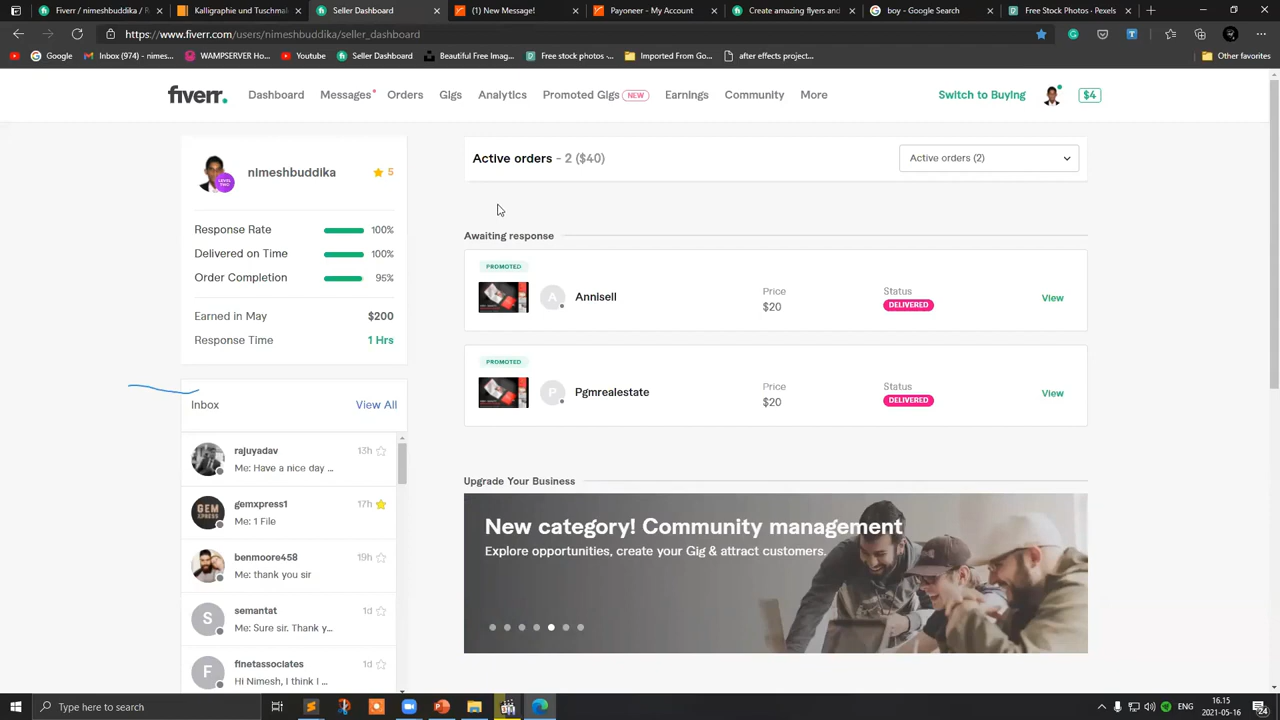 Fiverr / nimeshbuddika / R
Kalligraphie und Turkmaka
Seller Dashboard
(1) New Message!
Payoneer - My Account
Create amazing flyers and
boy - Google Search
Free Stock Photos - Pexels
https://www.fiverr.com/users/nimeshbuddika/seller_dashboard
Google
Inbox (974) - nimes...
WAMPSERVER Ho...
Youtube
Seller Dashboard
Beautiful Free Imag...
Free stock photos -...
Imported From Go...
after effects project...
Other favorites
fiverr.
Dashboard
Messages
Orders
Gigs
Analytics
Promoted Gigs NEW
Earnings
Community
More
Switch to Buying
$4
nimeshbuddika
5
LEVEL TWO
Response Rate 100%
Delivered on Time 100%
Order Completion 95%
Earned in May $200
Response Time 1 Hrs
Inbox View All
rajuyadav 13h
Me: Have a nice day ...
GEM XPRESS
gemxpress1 17h
Me: 1 File
benmoore458 19h
Me: thank you sir
S
semantat 1d
Me: Sure sir. Thank y...
F
finetassociates 1d
Hi Nimesh, I think I ...
Active orders - 2 ($40)
Active orders (2)
Awaiting response
PROMOTED
A
Annisell
Price
$20
Status
DELIVERED
View
PROMOTED
P
Pgmrealestate
Price
$20
Status
DELIVERED
View
Upgrade Your Business
New category! Community management
Explore opportunities, create your Gig & attract customers.
Type here to search
ENG
16.15
2021-05-16